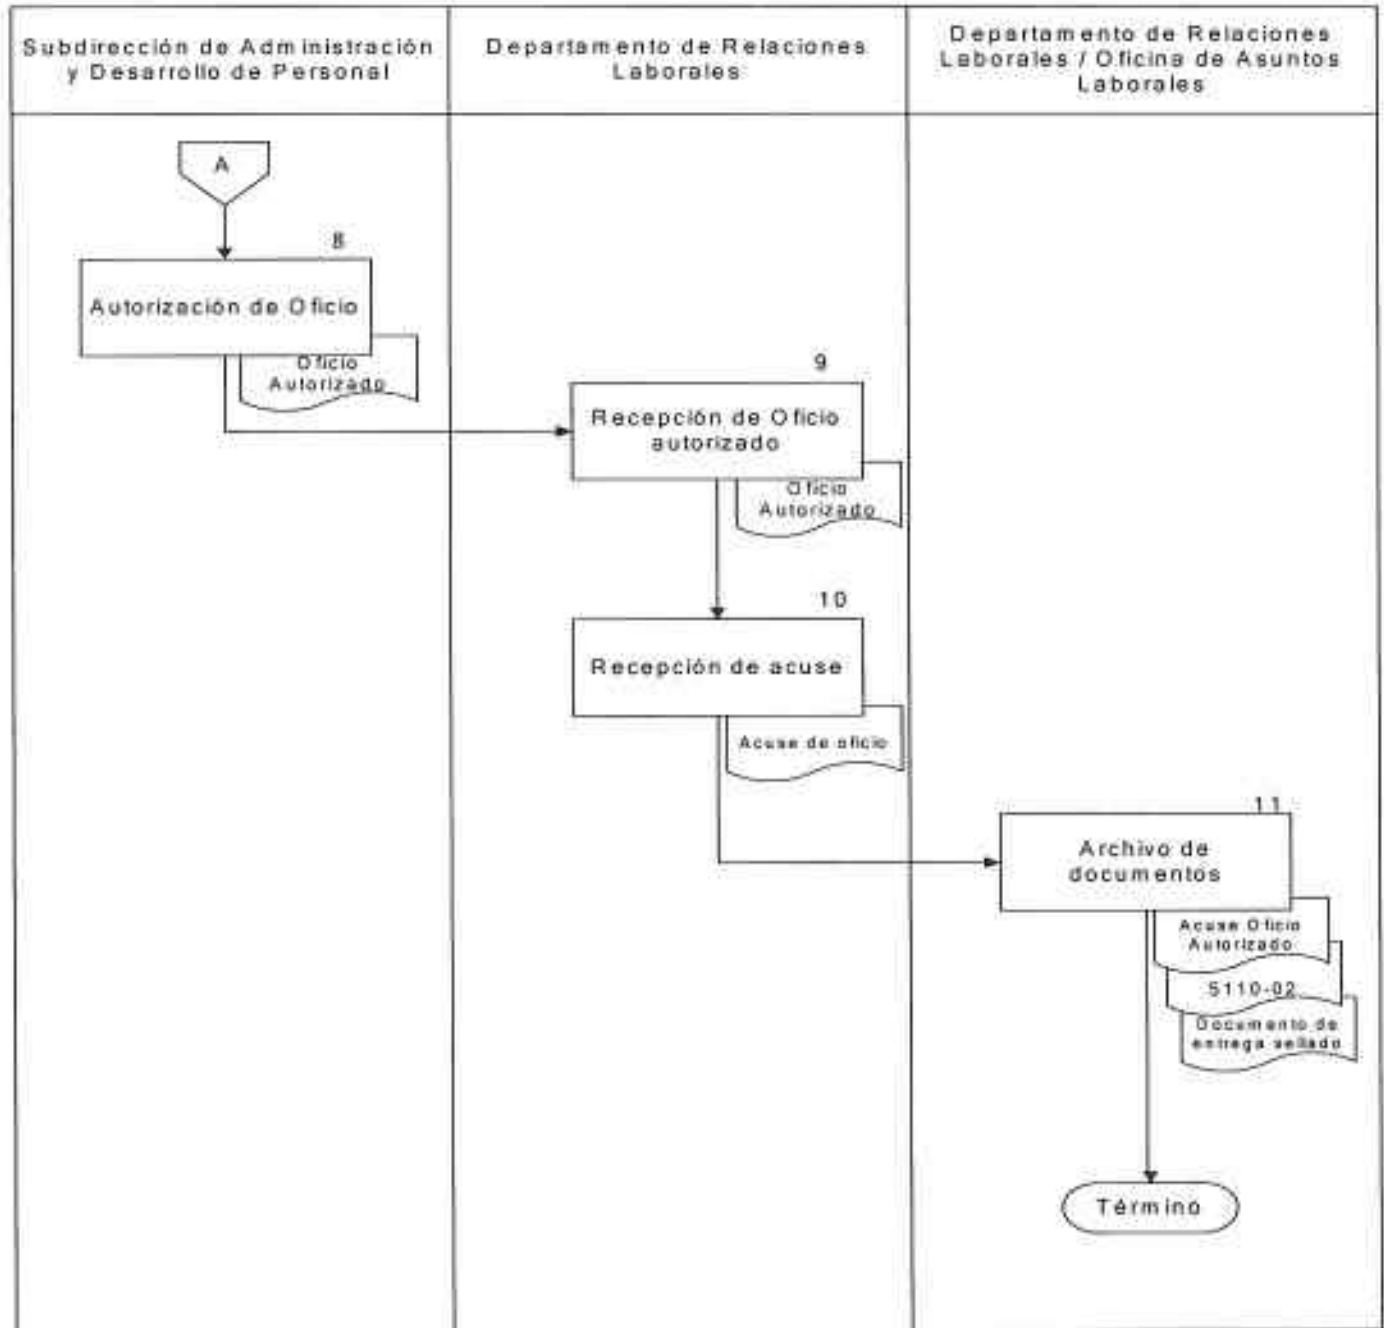 Subdirección de Administración
y Desarrollo de Personal
Departamento de Relaciones
Laborales
Departamento de Relaciones
Laborales / Oficina de Asuntos
Laborales
A
8
Autorización de Oficio
Oficio
Autorizado
9
Recepción de Oficio
autorizado
Oficio
Autorizado
10
Recepción de acuse
Acuse de oficio
11
Archivo de
documentos
Acuse Oficio
Autorizado
5110-02
Documento de
entrega sellado
Término